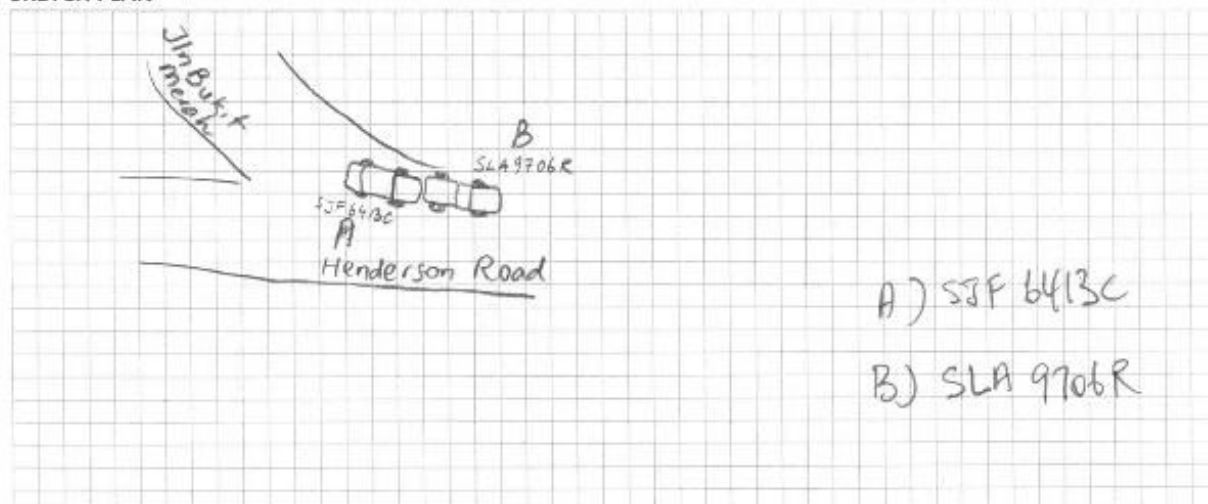 Jln Bukit
merah
B
SLA9706R
SJF6413C
A
Henderson Road
A) SJF 6413C
B) SLA 9706R